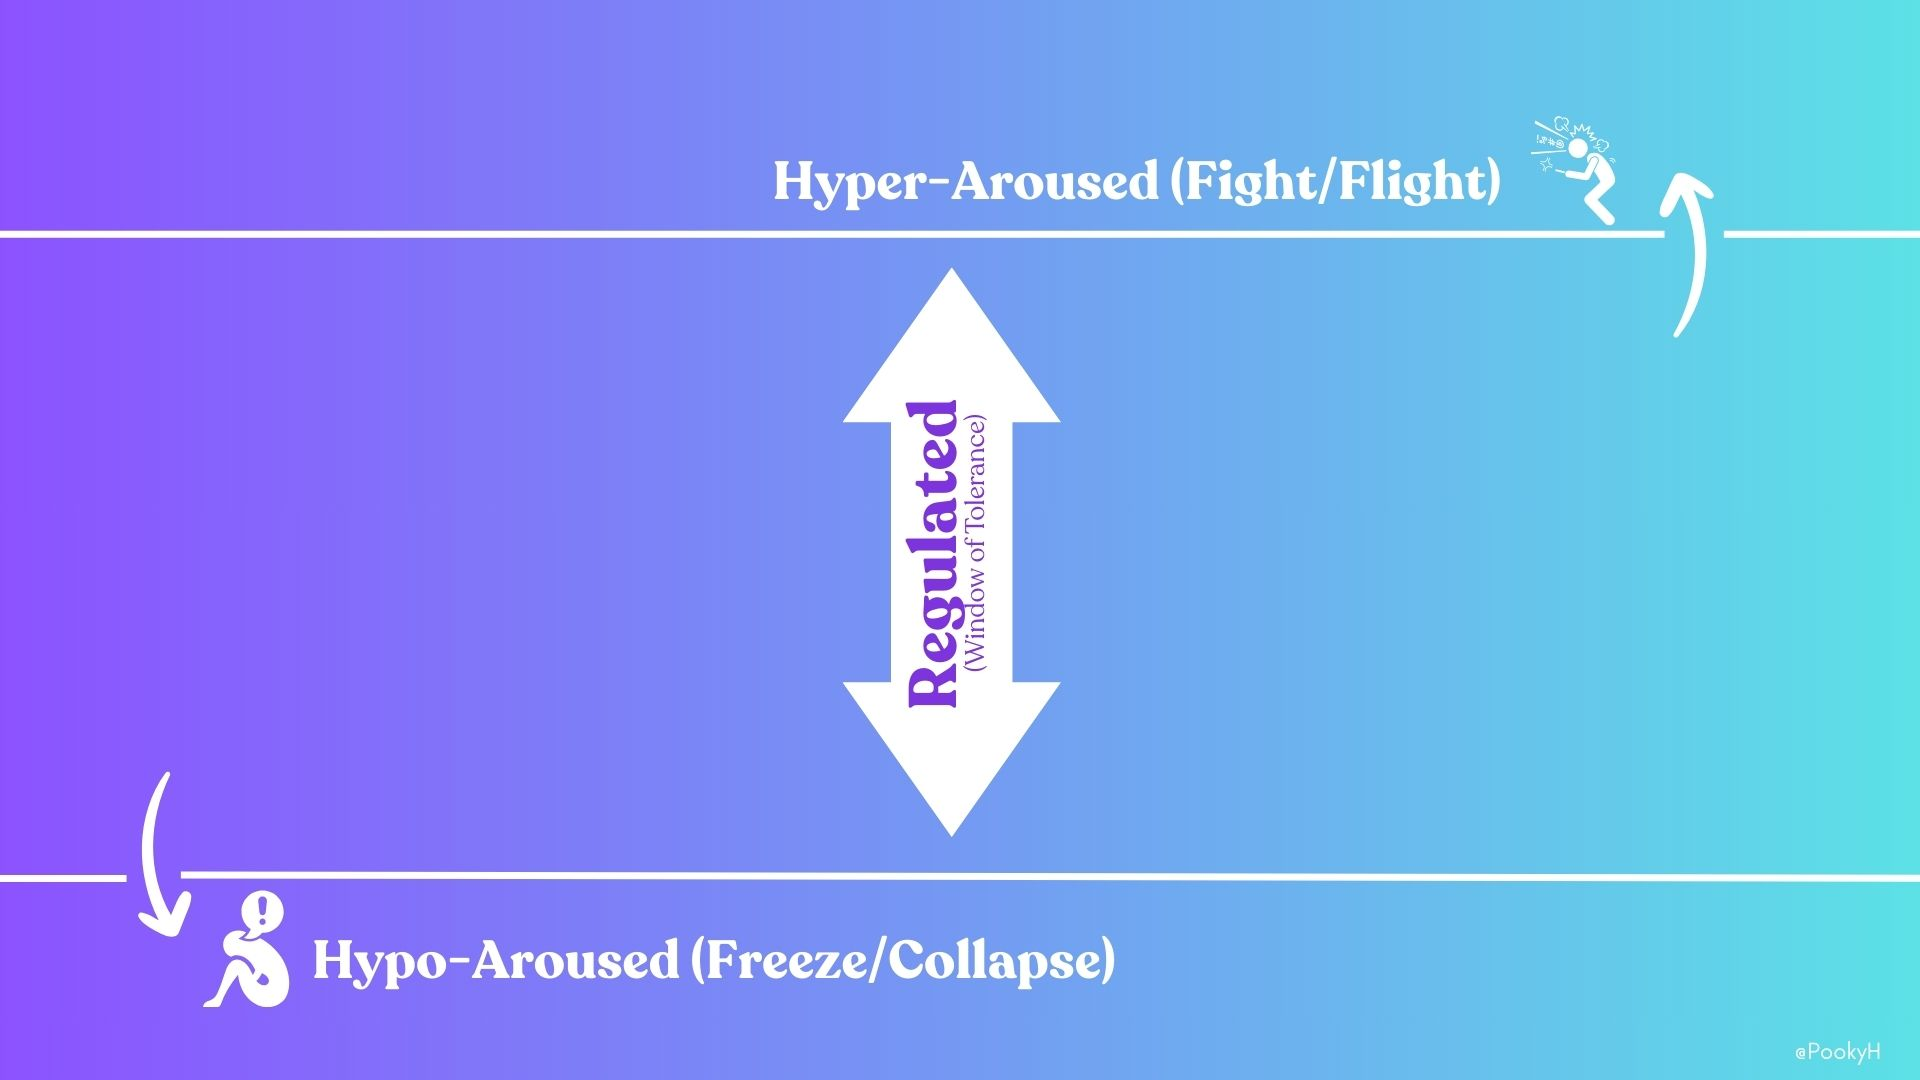 Hyper-Aroused (Fight/Flight)
Regulated
(Window of Tolerance)
Hypo-Aroused (Freeze/Collapse)
@PookyH